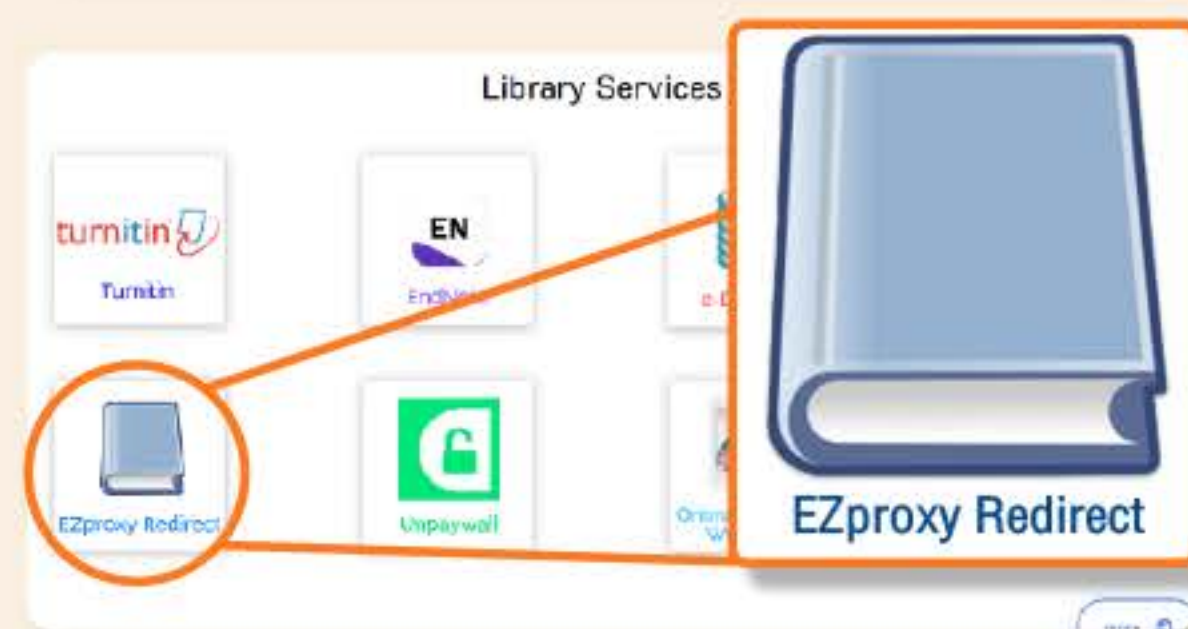 Library Services
turnitin
EN
Turnitin
EZproxy Redirect
Unpaywall
EZproxy Redirect